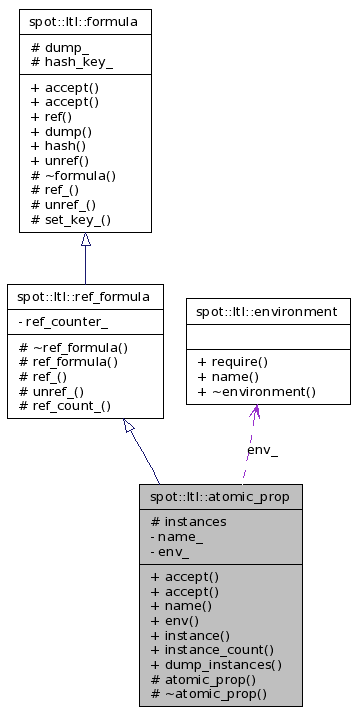 spot::ltl::formula
# dump_
# hash_key_
+ accept()
+ accept()
+ ref()
+ dump()
+ hash()
+ unref()
# ~formula()
# ref_()
# unref_()
# set_key_()
spot::ltl::ref_formula
- ref_counter_
# ~ref_formula()
# ref_formula()
# ref_()
# unref_()
# ref_count_()
spot::ltl::environment
+ require()
+ name()
+ ~environment()
env_
spot::ltl::atomic_prop
# instances
- name_
- env_
+ accept()
+ accept()
+ name()
+ env()
+ instance()
+ instance_count()
+ dump_instances()
# atomic_prop()
# ~atomic_prop()